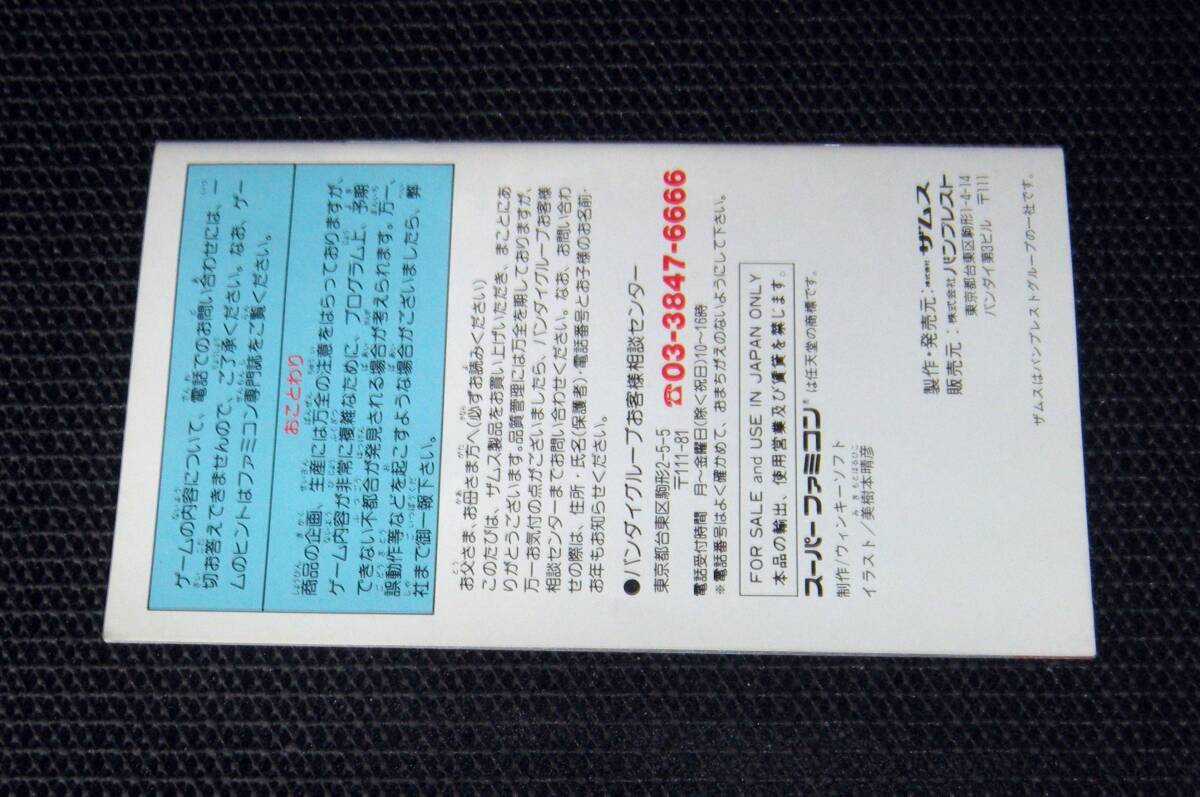 ゲームの内容について、電話でのお問い合わせには、一
切お答えできませんので、ご了承ください。なお、ゲー
ムのヒントはファミコン専門誌をご覧ください。
おことわり
商品の企画、生産には万全の注意をはらっておりますが、
ゲーム内容が非常に複雑なために、プログラム上、予期
できない不都合が発見される場合が考えられます。万一、
誤動作等などを起こすような場合がございましたら、弊
社まで御一報下さい。
お父さま、お母さま方へ(必ずお読みください)
このたびは、ザムス製品をお買い上げいただき、まことにあ
りがとうございます。品質管理には万全を期しておりますが、
万一お気付の点がございましたら、バンダイグループお客様
相談センターまでお問い合わせください。なお、お問い合わ
せの際は、住所・氏名(保護者)・電話番号とお子様のお名前・
お年もお知らせください。
●バンダイグループお客様相談センター
東京都台東区駒形2-5-5
〒111-81
☎03-3847-6666
電話受付時間 月〜金曜日(除く祝日)10〜16時
※電話番号はよく確かめて、おまちがえのないようにして下さい。
FOR SALE and USE IN JAPAN ONLY
本品の輸出、使用営業及び賃貸を禁じます。
スーパーファミコン®は任天堂の商標です。
制作/ウィンキーソフト
イラスト/美樹本晴彦
製作・発売元:株式会社ザムス
販売元:株式会社バンプレスト
東京都台東区駒形1-4-14
バンダイ第3ビル 〒111
ザムスはバンプレストグループの一社です。